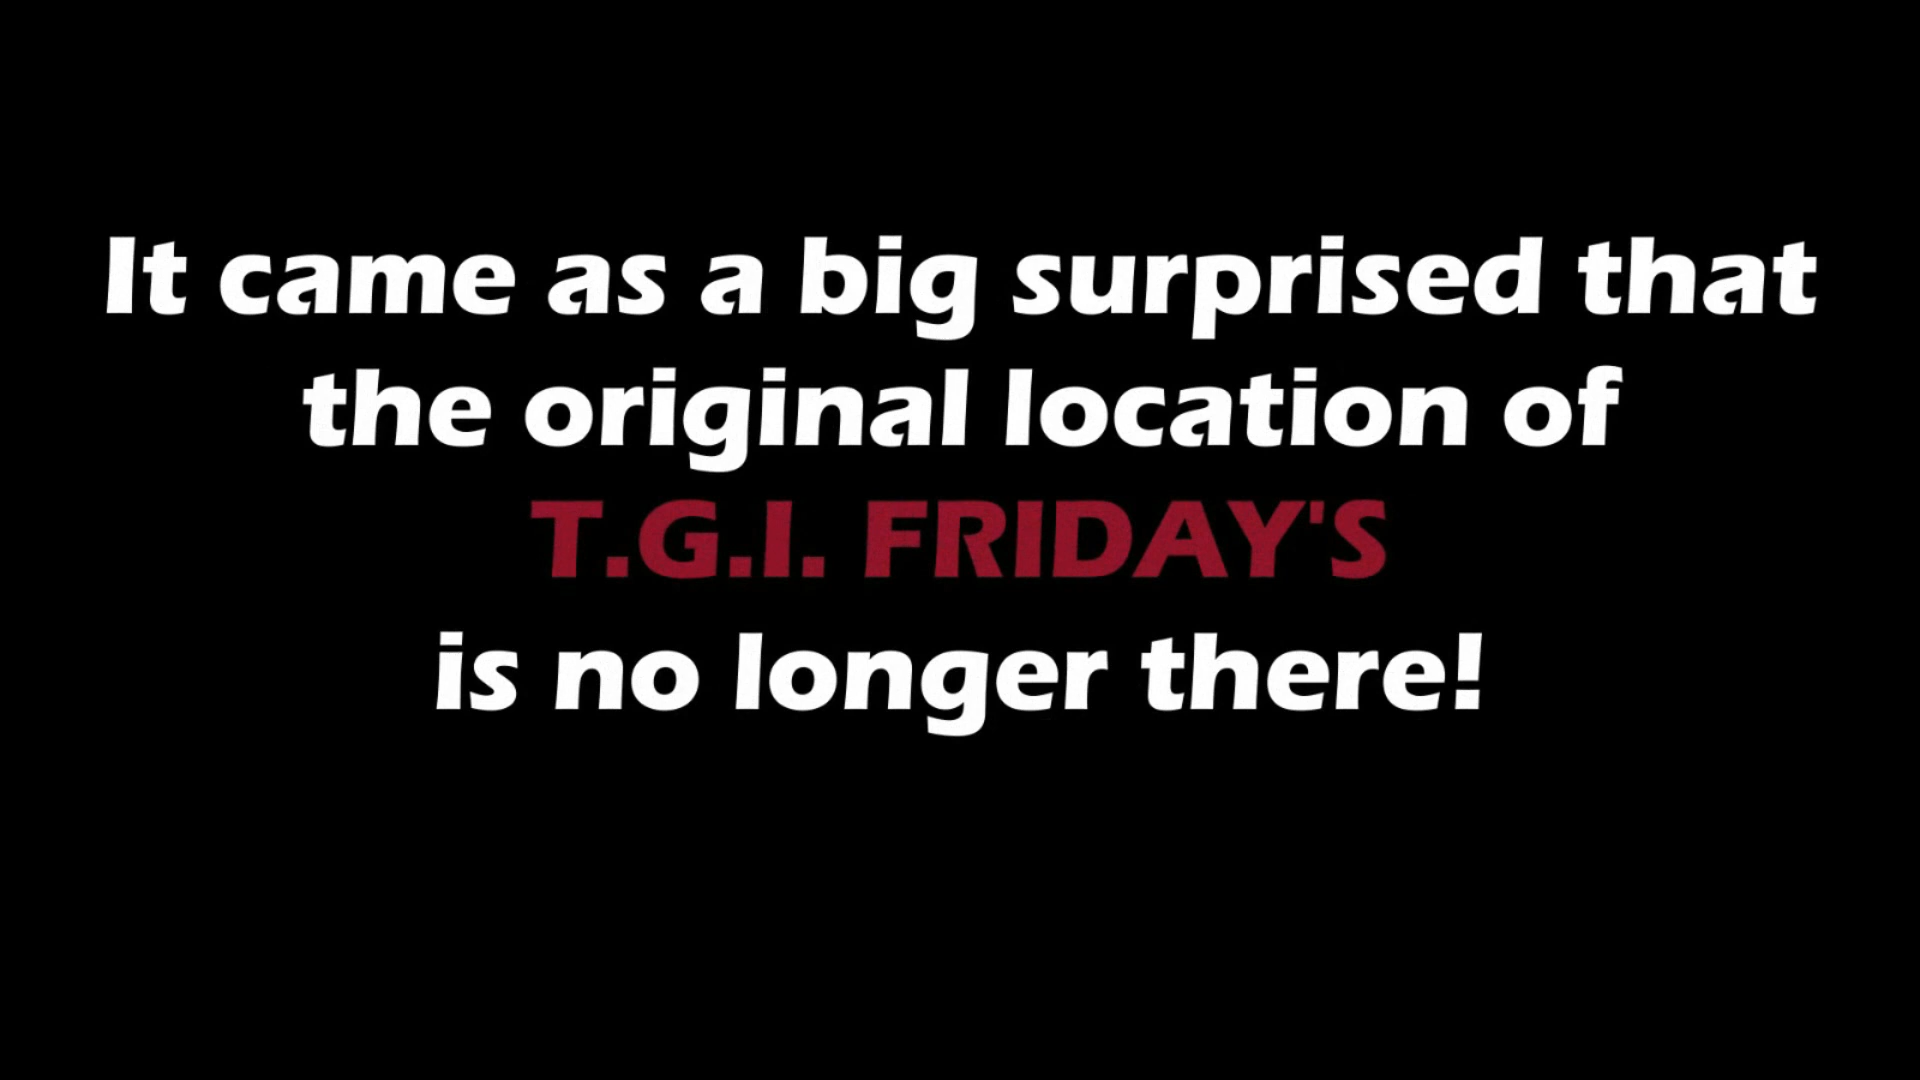 It came as a big surprised that
the original location of
T.G.I. FRIDAY'S
is no longer there!